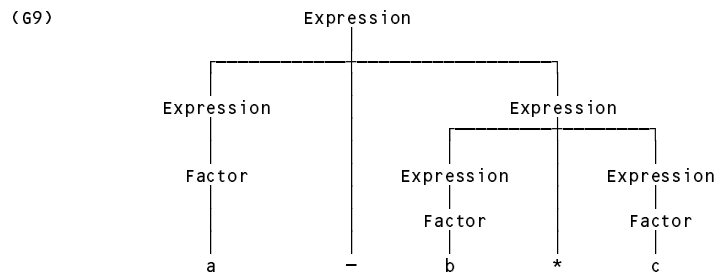 (G9) Expression
Expression Expression
Factor Expression Expression
Factor Factor
a − b * c